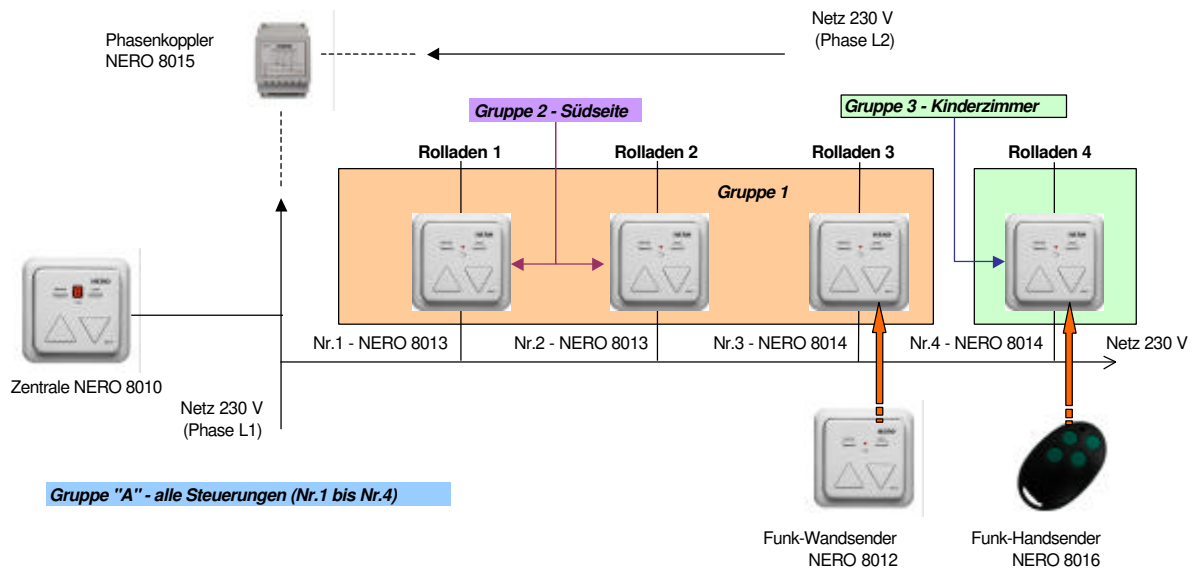 Netz 230 V
(Phase L2)
Phasenkoppler
NERO 8015
Gruppe 2 - Südseite
Gruppe 3 - Kinderzimmer
Rolladen 1
Rolladen 2
Rolladen 3
Rolladen 4
Gruppe 1
Nr.1 - NERO 8013
Nr.2 - NERO 8013
Nr.3 - NERO 8014
Nr.4 - NERO 8014
Netz 230 V
Zentrale NERO 8010
Netz 230 V
(Phase L1)
Gruppe "A" - alle Steuerungen (Nr.1 bis Nr.4)
Funk-Wandsender
NERO 8012
Funk-Handsender
NERO 8016